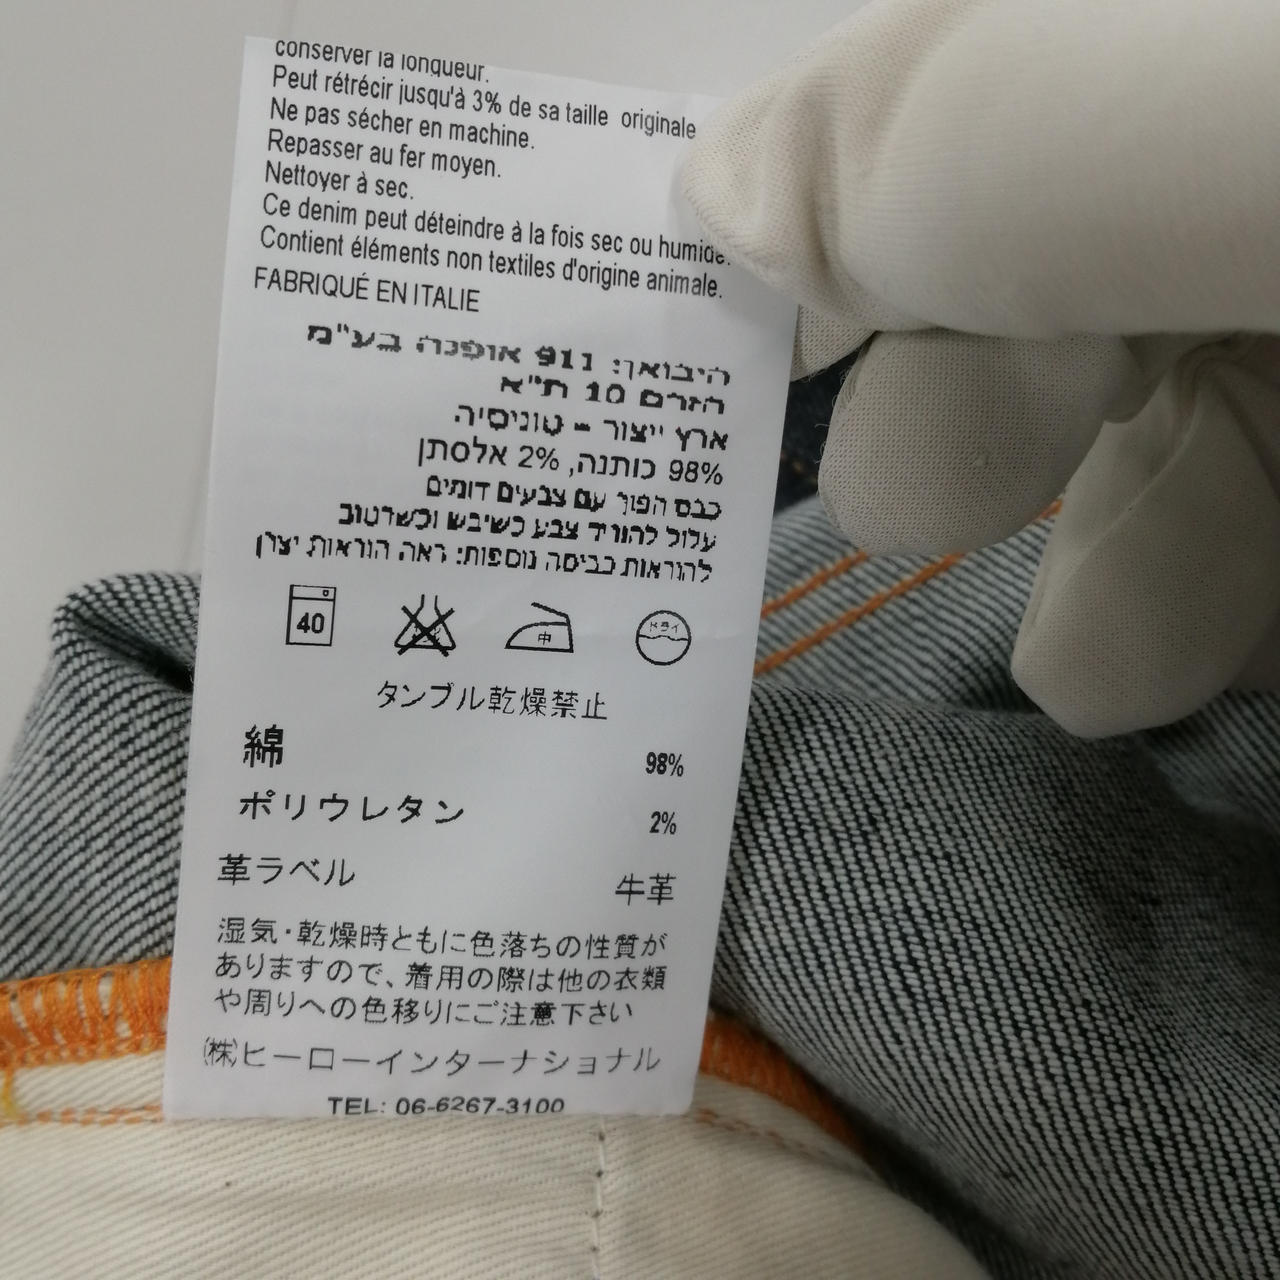 conserver la longueur.
Peut rétrécir jusqu'à 3% de sa taille originale
Ne pas sécher en machine.
Repasser au fer moyen.
Nettoyer à sec.
Ce denim peut déteindre à la fois sec ou humide.
Contient éléments non textiles d'origine animale.
FABRIQUÉ EN ITALIE
היבואן: 911 אופנה בע"מ
הזרם 10 ת"א
ארץ ייצור – טוניסיה
98% כותנה, 2% אלסתן
כבס הפוך עם צבעים דומים
עלול להוריד צבע כשיבש וכשרטוב
להוראות כביסה נוספות: ראה הוראות יצרן
40
中
ドライ
タンブル乾燥禁止
綿 98%
ポリウレタン 2%
革ラベル 牛革
湿気・乾燥時ともに色落ちの性質が
ありますので、着用の際は他の衣類
や周りへの色移りにご注意下さい
(株)ヒーローインターナショナル
TEL: 06-6267-3100